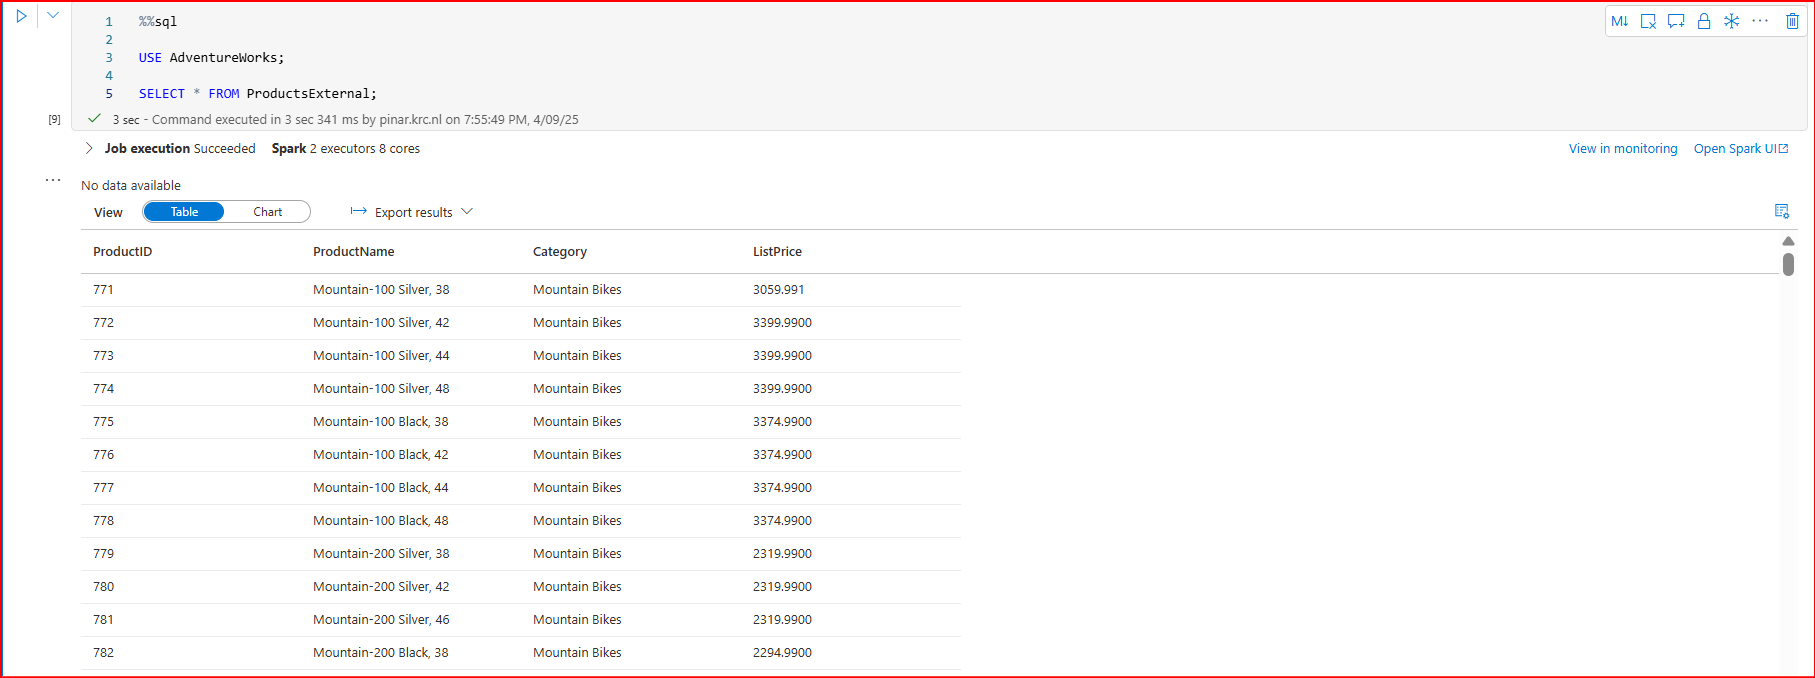 1 %%sql
2
3 USE AdventureWorks;
4
5 SELECT * FROM ProductsExternal;
M↓
[9] 3 sec - Command executed in 3 sec 341 ms by pinar.krc.nl on 7:55:49 PM, 4/09/25
Job execution Succeeded Spark 2 executors 8 cores View in monitoring Open Spark UI
No data available
View Table Chart Export results
ProductID ProductName Category ListPrice
771 Mountain-100 Silver, 38 Mountain Bikes 3059.991
772 Mountain-100 Silver, 42 Mountain Bikes 3399.9900
773 Mountain-100 Silver, 44 Mountain Bikes 3399.9900
774 Mountain-100 Silver, 48 Mountain Bikes 3399.9900
775 Mountain-100 Black, 38 Mountain Bikes 3374.9900
776 Mountain-100 Black, 42 Mountain Bikes 3374.9900
777 Mountain-100 Black, 44 Mountain Bikes 3374.9900
778 Mountain-100 Black, 48 Mountain Bikes 3374.9900
779 Mountain-200 Silver, 38 Mountain Bikes 2319.9900
780 Mountain-200 Silver, 42 Mountain Bikes 2319.9900
781 Mountain-200 Silver, 46 Mountain Bikes 2319.9900
782 Mountain-200 Black, 38 Mountain Bikes 2294.9900